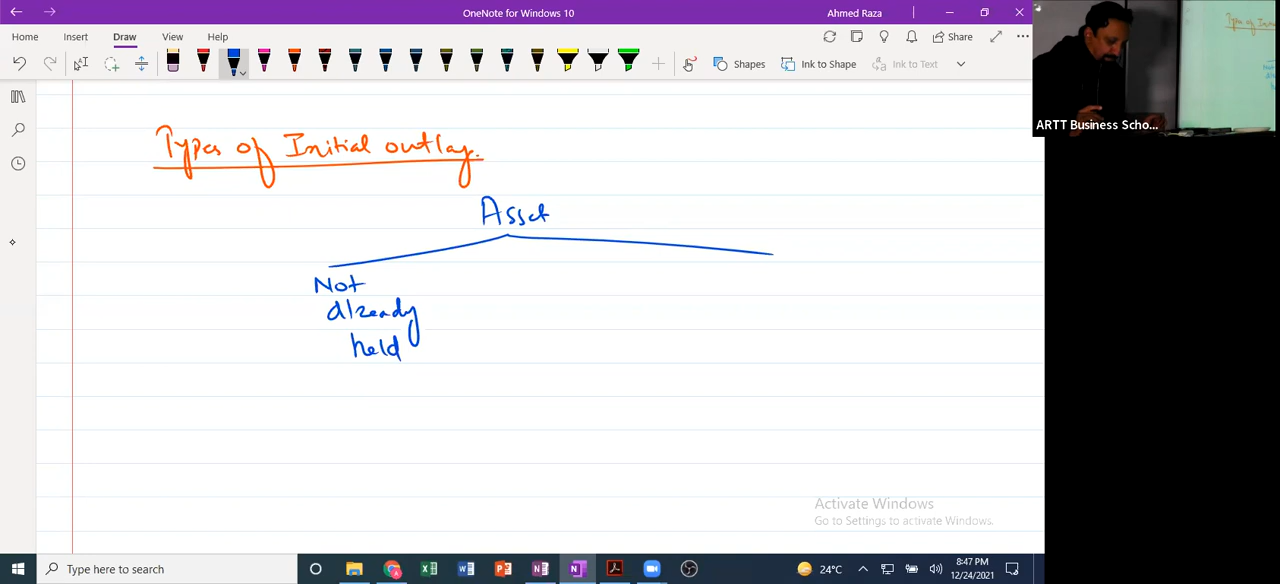 OneNote for Windows 10
Ahmed Raza
Home Insert Draw View Help
Share
Shapes
Ink to Shape
Ink to Text
Types of Initial outlay.
Asset
Not
already
held
ARTT Business Scho...
Activate Windows
Go to Settings to activate Windows.
Type here to search
24°C
8:47 PM
12/24/2021